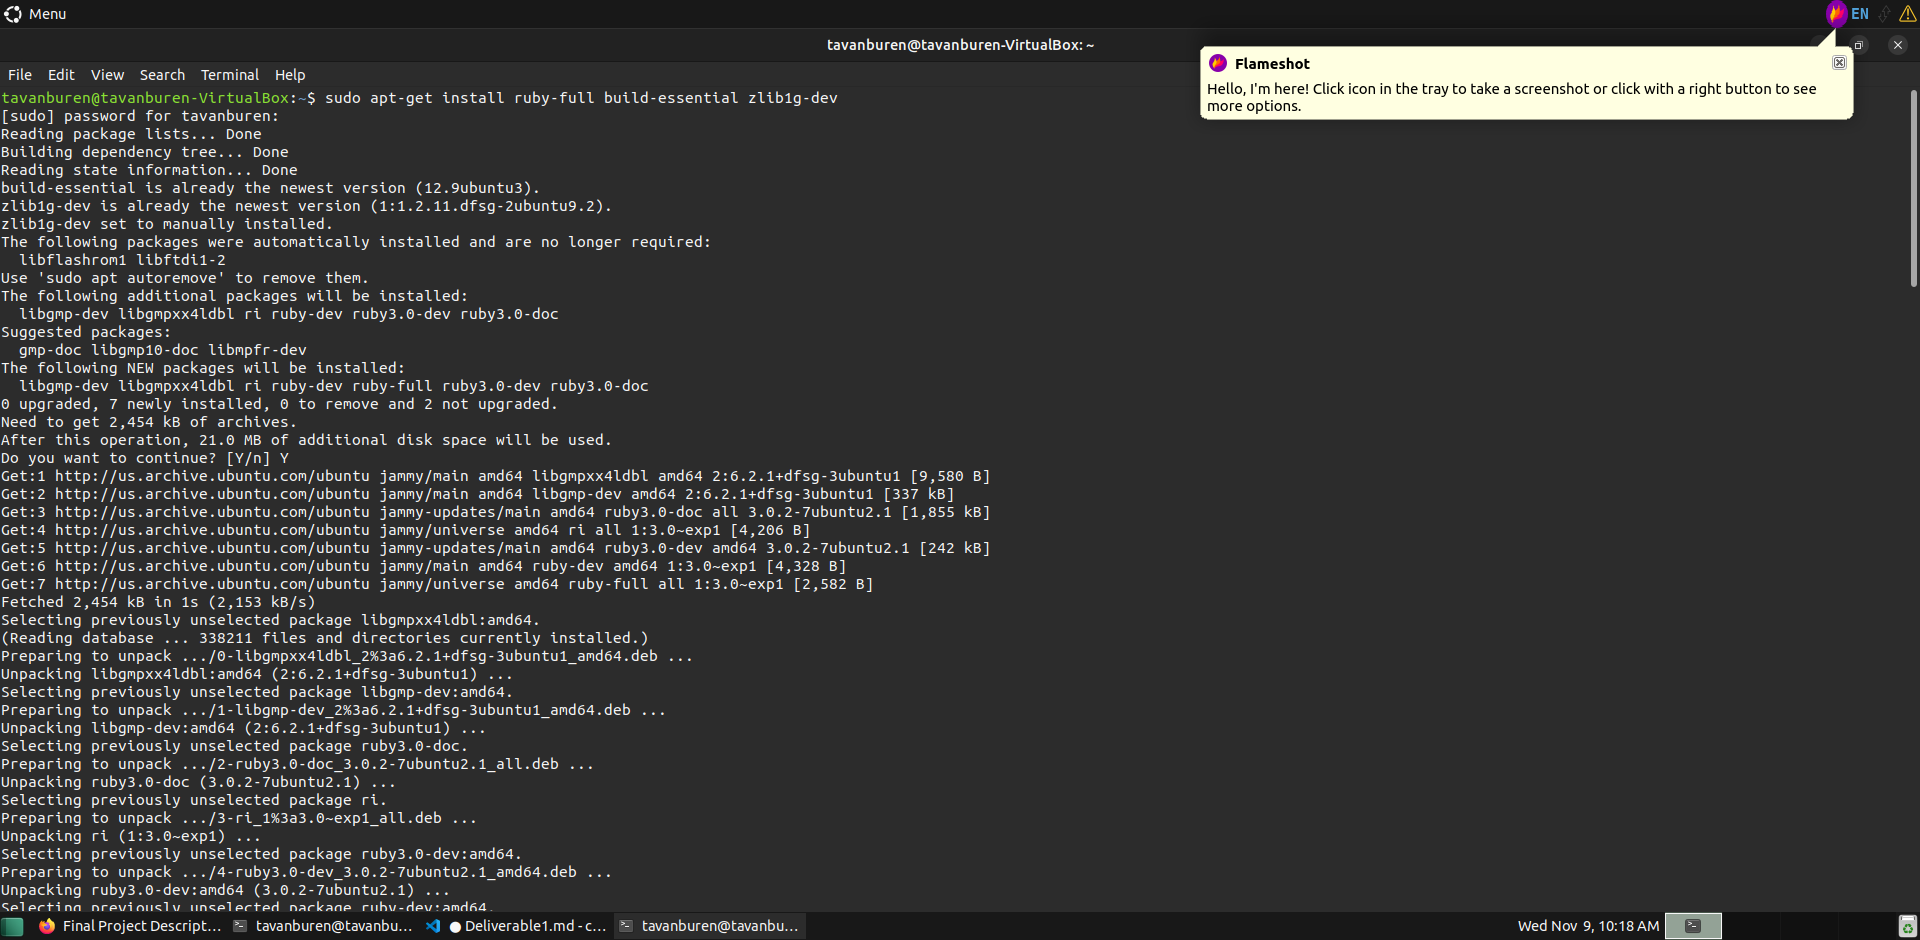 Menu
EN
tavanburen@tavanburen-VirtualBox: ~
Flameshot
Hello, I'm here! Click icon in the tray to take a screenshot or click with a right button to see
more options.
File Edit View Search Terminal Help
tavanburen@tavanburen-VirtualBox:~$ sudo apt-get install ruby-full build-essential zlib1g-dev
[sudo] password for tavanburen:
Reading package lists... Done
Building dependency tree... Done
Reading state information... Done
build-essential is already the newest version (12.9ubuntu3).
zlib1g-dev is already the newest version (1:1.2.11.dfsg-2ubuntu9.2).
zlib1g-dev set to manually installed.
The following packages were automatically installed and are no longer required:
  libflashrom1 libftdi1-2
Use 'sudo apt autoremove' to remove them.
The following additional packages will be installed:
  libgmp-dev libgmpxx4ldbl ri ruby-dev ruby3.0-dev ruby3.0-doc
Suggested packages:
  gmp-doc libgmp10-doc libmpfr-dev
The following NEW packages will be installed:
  libgmp-dev libgmpxx4ldbl ri ruby-dev ruby-full ruby3.0-dev ruby3.0-doc
0 upgraded, 7 newly installed, 0 to remove and 2 not upgraded.
Need to get 2,454 kB of archives.
After this operation, 21.0 MB of additional disk space will be used.
Do you want to continue? [Y/n] Y
Get:1 http://us.archive.ubuntu.com/ubuntu jammy/main amd64 libgmpxx4ldbl amd64 2:6.2.1+dfsg-3ubuntu1 [9,580 B]
Get:2 http://us.archive.ubuntu.com/ubuntu jammy/main amd64 libgmp-dev amd64 2:6.2.1+dfsg-3ubuntu1 [337 kB]
Get:3 http://us.archive.ubuntu.com/ubuntu jammy-updates/main amd64 ruby3.0-doc all 3.0.2-7ubuntu2.1 [1,855 kB]
Get:4 http://us.archive.ubuntu.com/ubuntu jammy/universe amd64 ri all 1:3.0~exp1 [4,206 B]
Get:5 http://us.archive.ubuntu.com/ubuntu jammy-updates/main amd64 ruby3.0-dev amd64 3.0.2-7ubuntu2.1 [242 kB]
Get:6 http://us.archive.ubuntu.com/ubuntu jammy/main amd64 ruby-dev amd64 1:3.0~exp1 [4,328 B]
Get:7 http://us.archive.ubuntu.com/ubuntu jammy/universe amd64 ruby-full all 1:3.0~exp1 [2,582 B]
Fetched 2,454 kB in 1s (2,153 kB/s)
Selecting previously unselected package libgmpxx4ldbl:amd64.
(Reading database ... 338211 files and directories currently installed.)
Preparing to unpack .../0-libgmpxx4ldbl_2%3a6.2.1+dfsg-3ubuntu1_amd64.deb ...
Unpacking libgmpxx4ldbl:amd64 (2:6.2.1+dfsg-3ubuntu1) ...
Selecting previously unselected package libgmp-dev:amd64.
Preparing to unpack .../1-libgmp-dev_2%3a6.2.1+dfsg-3ubuntu1_amd64.deb ...
Unpacking libgmp-dev:amd64 (2:6.2.1+dfsg-3ubuntu1) ...
Selecting previously unselected package ruby3.0-doc.
Preparing to unpack .../2-ruby3.0-doc_3.0.2-7ubuntu2.1_all.deb ...
Unpacking ruby3.0-doc (3.0.2-7ubuntu2.1) ...
Selecting previously unselected package ri.
Preparing to unpack .../3-ri_1%3a3.0~exp1_all.deb ...
Unpacking ri (1:3.0~exp1) ...
Selecting previously unselected package ruby3.0-dev:amd64.
Preparing to unpack .../4-ruby3.0-dev_3.0.2-7ubuntu2.1_amd64.deb ...
Unpacking ruby3.0-dev:amd64 (3.0.2-7ubuntu2.1) ...
Selecting previously unselected package ruby-dev:amd64.
Final Project Descript... tavanburen@tavanbu... ● Deliverable1.md - c... tavanburen@tavanbu... Wed Nov 9, 10:18 AM